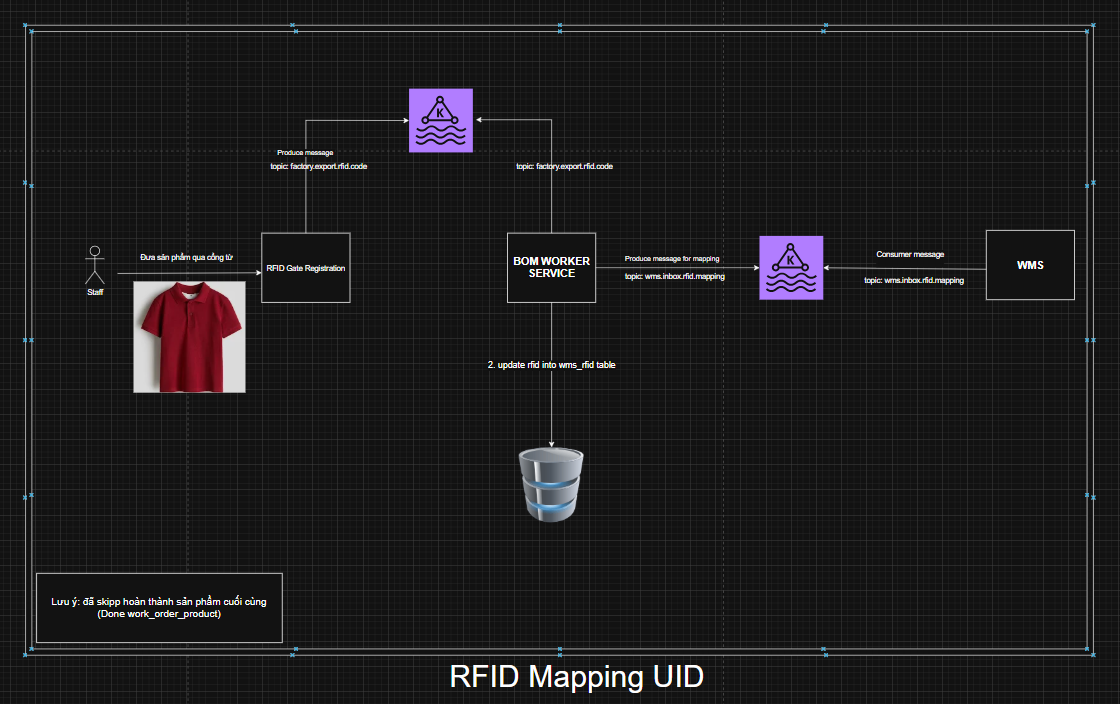 K
Produce message
topic: factory.export.rfid.code
topic: factory.export.rfid.code
Đưa sản phẩm qua cổng từ
Staff
RFID Gate Registration
BOM WORKER
SERVICE
Produce message for mapping
topic: wms.inbox.rfid.mapping
K
Consumer message
topic: wms.inbox.rfid.mapping
WMS
2. update rfid into wms_rfid table
Lưu ý: đã skipp hoàn thành sản phẩm cuối cùng
(Done work_order_product)
RFID Mapping UID